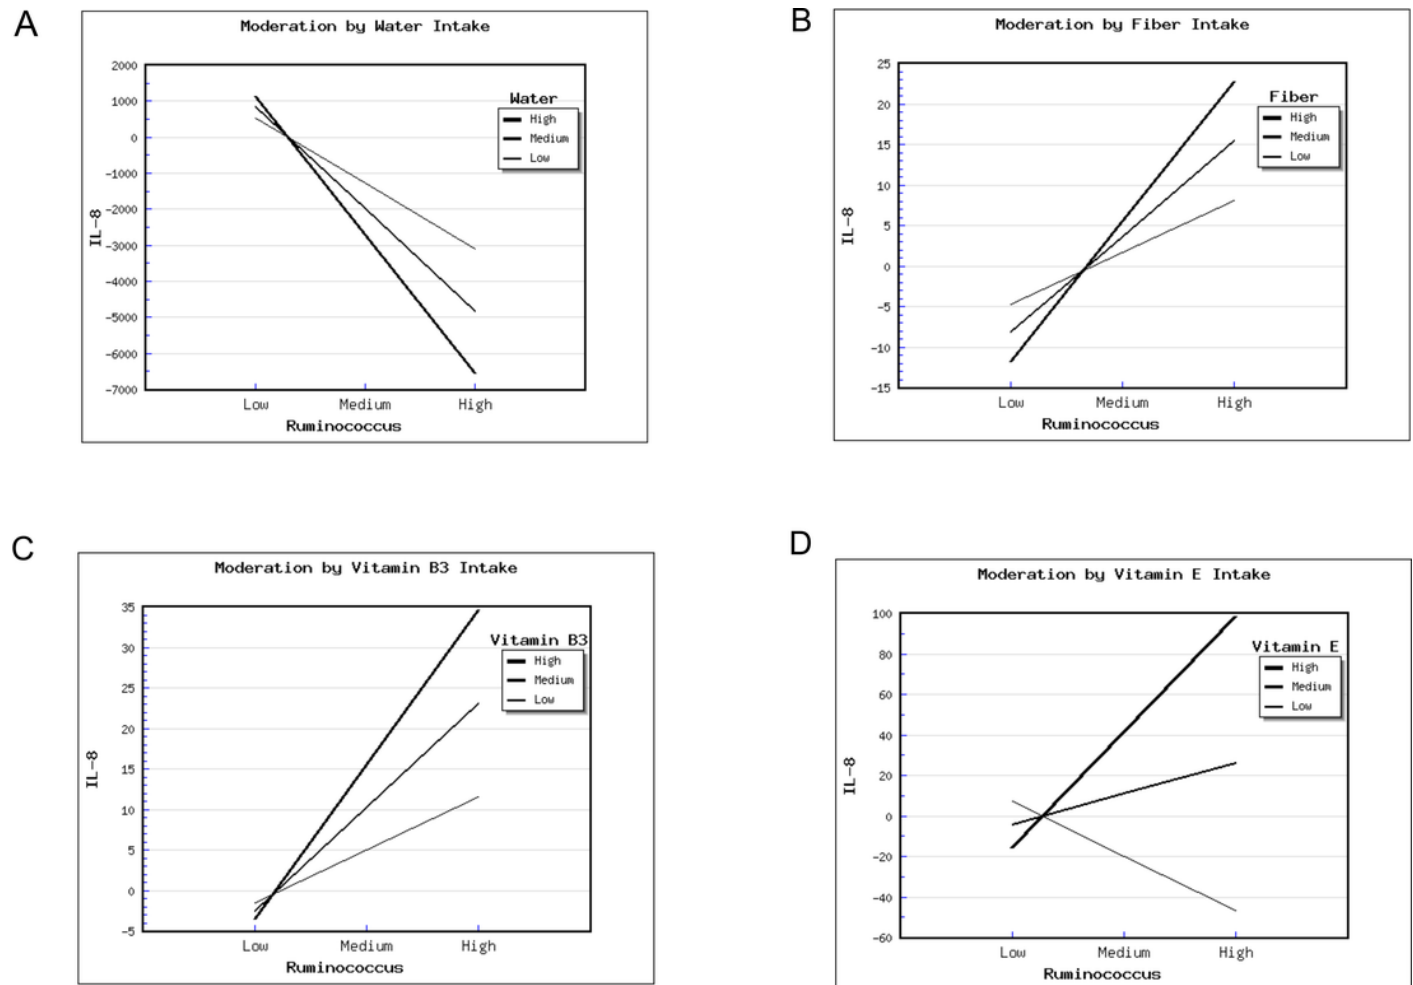 A
Moderation by Water Intake
2000
1000
0
-1000
-2000
-3000
-4000
-5000
-6000
-7000
IL-8
Water
High
Medium
Low
Low Medium High
Ruminococcus
B
Moderation by Fiber Intake
25
20
15
10
5
0
-5
-10
-15
IL-8
Fiber
High
Medium
Low
Low Medium High
Ruminococcus
C
Moderation by Vitamin B3 Intake
35
30
25
20
15
10
5
0
-5
IL-8
Vitamin B3
High
Medium
Low
Low Medium High
Ruminococcus
D
Moderation by Vitamin E Intake
100
80
60
40
20
0
-20
-40
-60
IL-8
Vitamin E
High
Medium
Low
Low Medium High
Ruminococcus